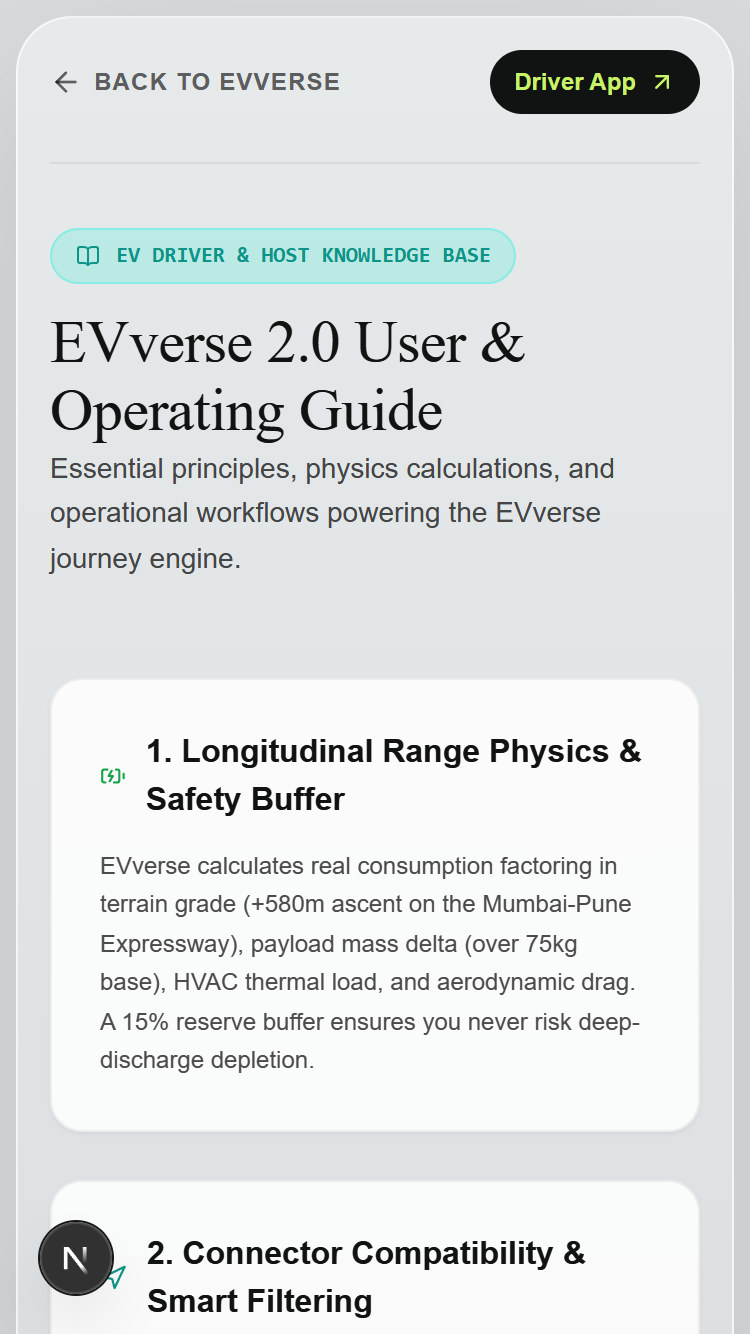 BACK TO EVVERSE
Driver App
EV DRIVER & HOST KNOWLEDGE BASE
EVverse 2.0 User &
Operating Guide
Essential principles, physics calculations, and
operational workflows powering the EVverse
journey engine.
1. Longitudinal Range Physics &
Safety Buffer
EVverse calculates real consumption factoring in
terrain grade (+580m ascent on the Mumbai-Pune
Expressway), payload mass delta (over 75kg
base), HVAC thermal load, and aerodynamic drag.
A 15% reserve buffer ensures you never risk deep-
discharge depletion.
2. Connector Compatibility &
Smart Filtering
N